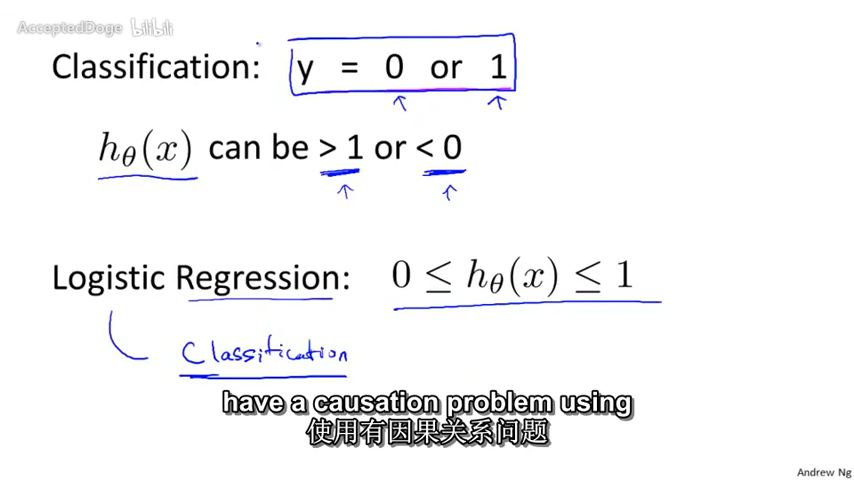 AcceptedDoge bilibili
Classification: y = 0 or 1
hθ(x) can be > 1 or < 0
Logistic Regression: 0 ≤ hθ(x) ≤ 1
Classification
have a causation problem using
使用有因果关系问题
Andrew Ng